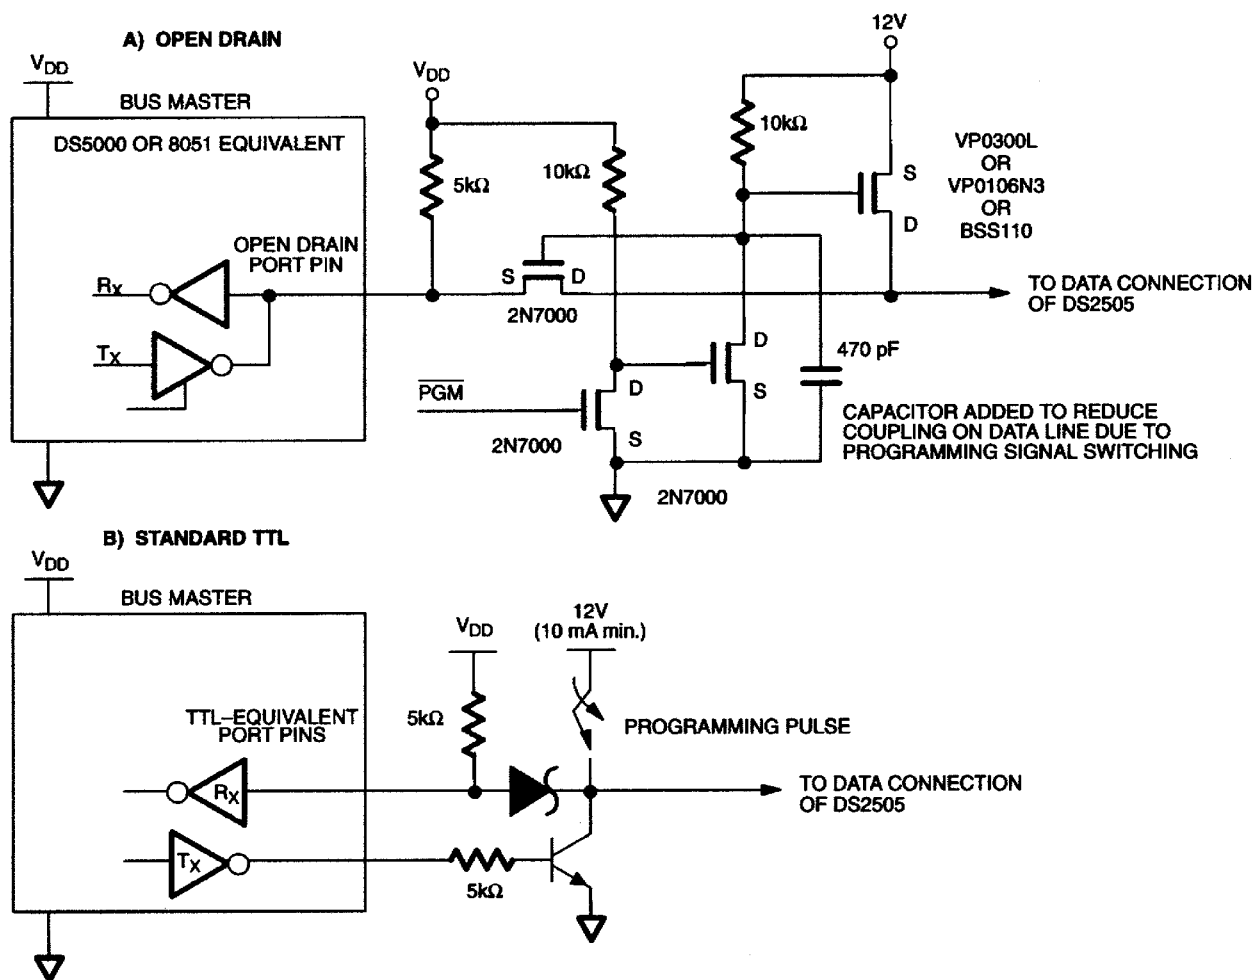 A) OPEN DRAIN
12V
VDD
VDD
BUS MASTER
DS5000 OR 8051 EQUIVALENT
5kΩ
10kΩ
10kΩ
S
D
VP0300L
OR
VP0106N3
OR
BSS110
OPEN DRAIN
PORT PIN
RX
S
D
2N7000
TO DATA CONNECTION
OF DS2505
TX
D
S
470 pF
PGM
D
S
2N7000
CAPACITOR ADDED TO REDUCE
COUPLING ON DATA LINE DUE TO
PROGRAMMING SIGNAL SWITCHING
2N7000
B) STANDARD TTL
VDD
BUS MASTER
VDD
12V
(10 mA min.)
5kΩ
PROGRAMMING PULSE
TTL–EQUIVALENT
PORT PINS
RX
TO DATA CONNECTION
OF DS2505
TX
5kΩ